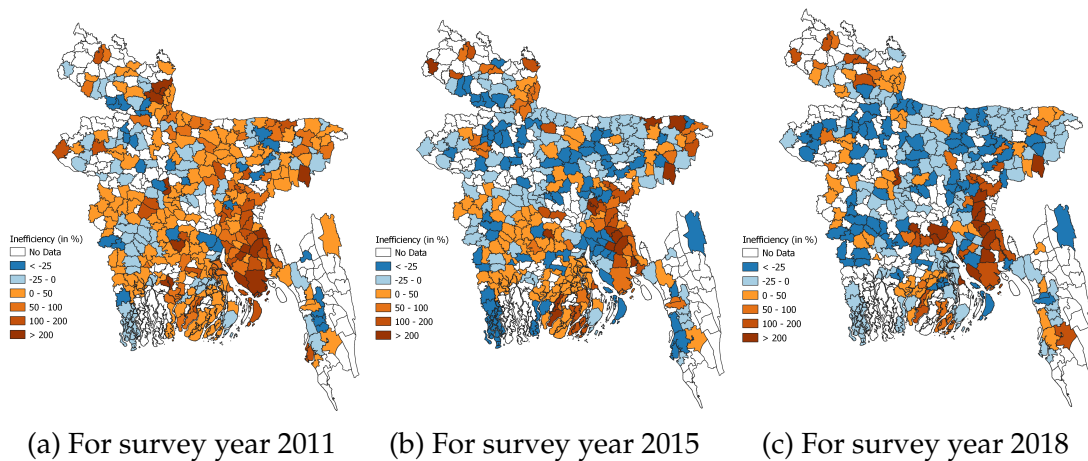 Inefficiency (in %)
No Data
< -25
-25 - 0
0 - 50
50 - 100
100 - 200
> 200
Inefficiency (in %)
No Data
< -25
-25 - 0
0 - 50
50 - 100
100 - 200
> 200
Inefficiency (in %)
No Data
< -25
-25 - 0
0 - 50
50 - 100
100 - 200
> 200
(a) For survey year 2011
(b) For survey year 2015
(c) For survey year 2018